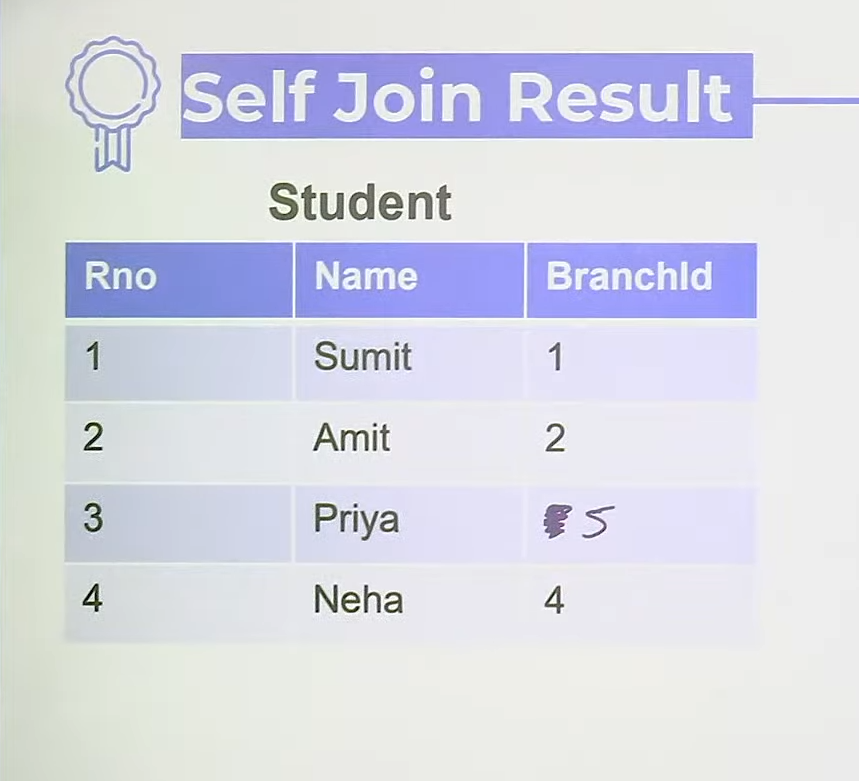 Self Join Result
Student
Rno Name BranchId
1 Sumit 1
2 Amit 2
3 Priya 5
4 Neha 4